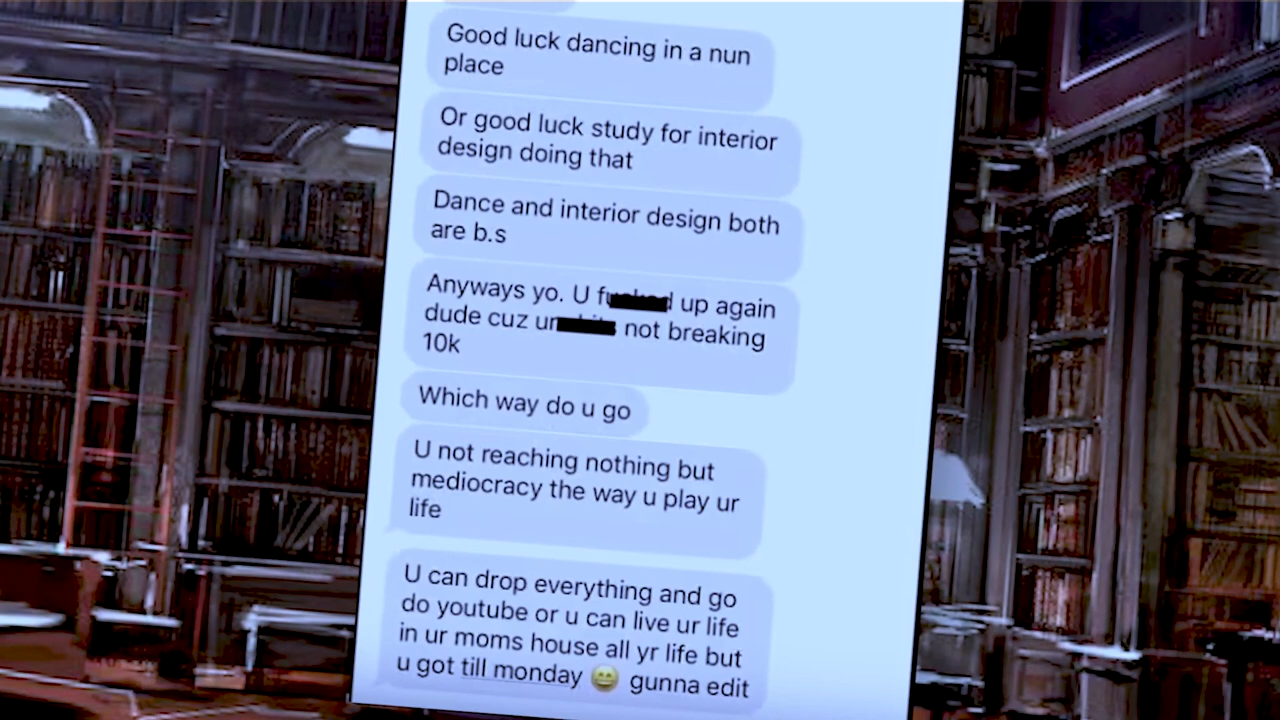 Good luck dancing in a nun
place
Or good luck study for interior
design doing that
Dance and interior design both
are b.s
Anyways yo. U up again
dude cuz not breaking
10k
Which way do u go
U not reaching nothing but
mediocracy the way u play ur
life
U can drop everything and go
do youtube or u can live ur life
in ur moms house all yr life but
u got till monday 😄 gunna edit